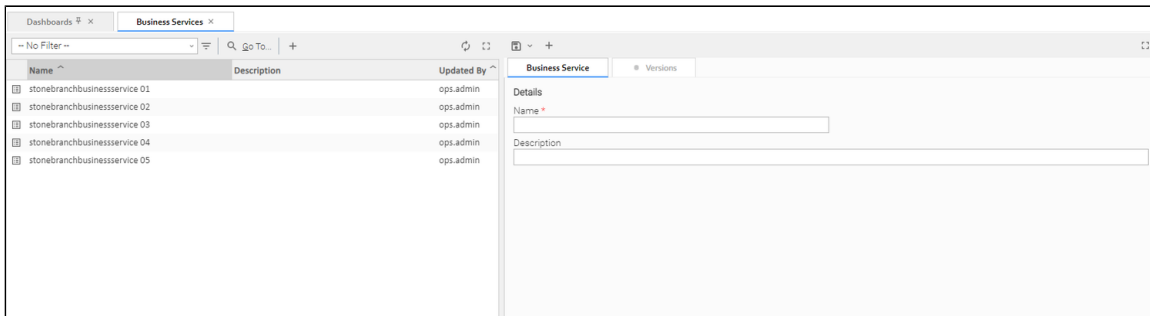 Dashboards
Business Services
-- No Filter --
Go To...
Name Description Updated By
stonebranchbusinessservice 01 ops.admin
stonebranchbusinessservice 02 ops.admin
stonebranchbusinessservice 03 ops.admin
stonebranchbusinessservice 04 ops.admin
stonebranchbusinessservice 05 ops.admin
Business Service
Versions
Details
Name *
Description